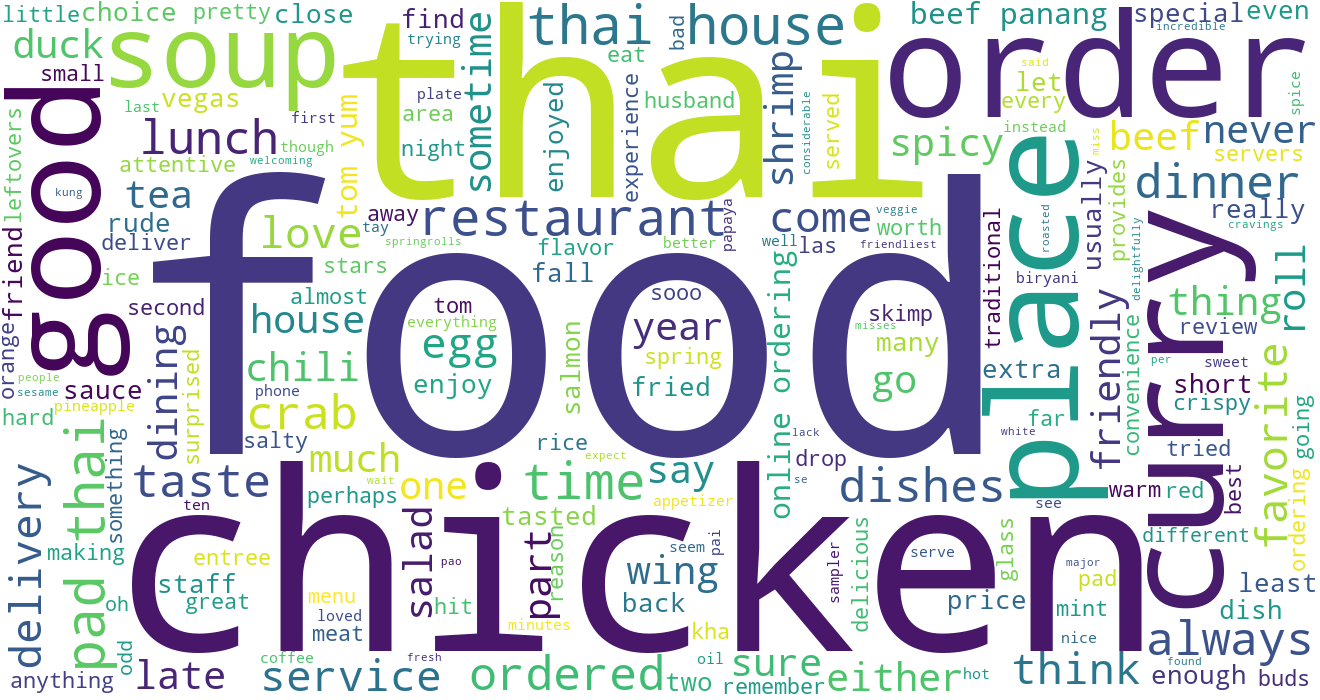 little
choice
pretty
close
find
trying
thai
bad
house
beef panang
special
even
incredible
duck
soup
thai
sometime
eat
order
said
small
plate
let
spice
last
vegas
first
area
husband
shrimp
considerable
served
every
leftovers
good
lunch
though
tom yum
night
enjoyed
experience
spicy
instead
miss
beef
never
attentive
welcoming
servers
kung
tea
love
away
restaurant
papaya
come
veggie
worth
place
roasted
usually
provides
dinner
really
cravings
friend
rude
deliver
tay
springrolls
flavor
better
well
las
friendliest
traditional
delightfully
curry
ice
stars
fall
food
biryani
thing
roll
second
house
almost
tom
everything
sooo
year
online ordering
skimp
misses
many
friendly
convenience
review
orange
dining
surprised
egg
salmon
spring
extra
per
sweet
favorite
people
sesame
sauce
chili
phone
enjoy
fried
go
short
pineapple
crab
far
crispy
going
hard
pad thai
something
salty
rice
lack
white
tried
delivery
taste
much
wait
expect
say
drop
se
dishes
warm
red
best
ordering
ten
perhaps
one
time
appetizer
see
different
making
chicken
salad
tasted
reason
part
seem
pai
sampler
delicious
serve
glass
major
entree
pao
staff
wing
pad
least
oh
great
menu
loved
hit
back
price
mint
dish
odd
meat
minutes
kha
nice
always
anything
late
coffee
service
fresh
ordered
oil
two
sure
remember
either
hot
think
found
enough
buds